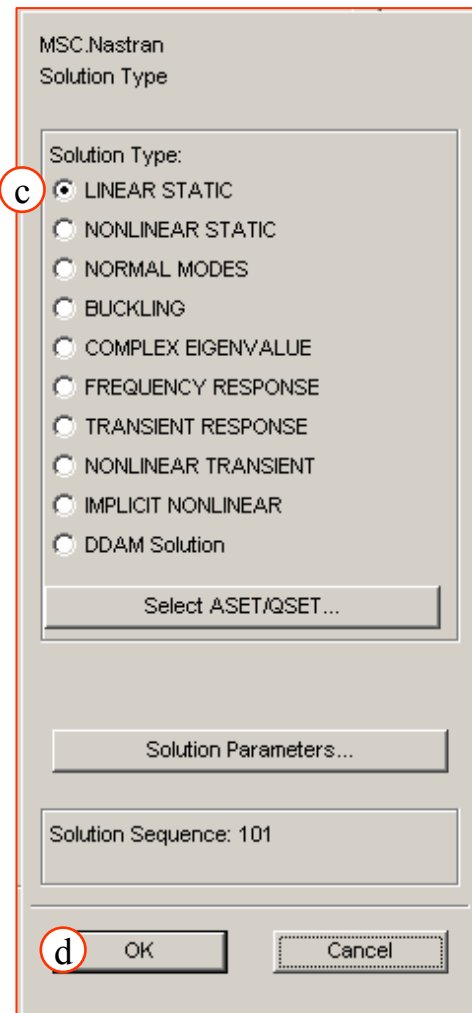 MSC.Nastran
Solution Type
Solution Type:
c LINEAR STATIC
NONLINEAR STATIC
NORMAL MODES
BUCKLING
COMPLEX EIGENVALUE
FREQUENCY RESPONSE
TRANSIENT RESPONSE
NONLINEAR TRANSIENT
IMPLICIT NONLINEAR
DDAM Solution
Select ASET/QSET...
Solution Parameters...
Solution Sequence: 101
d OK Cancel